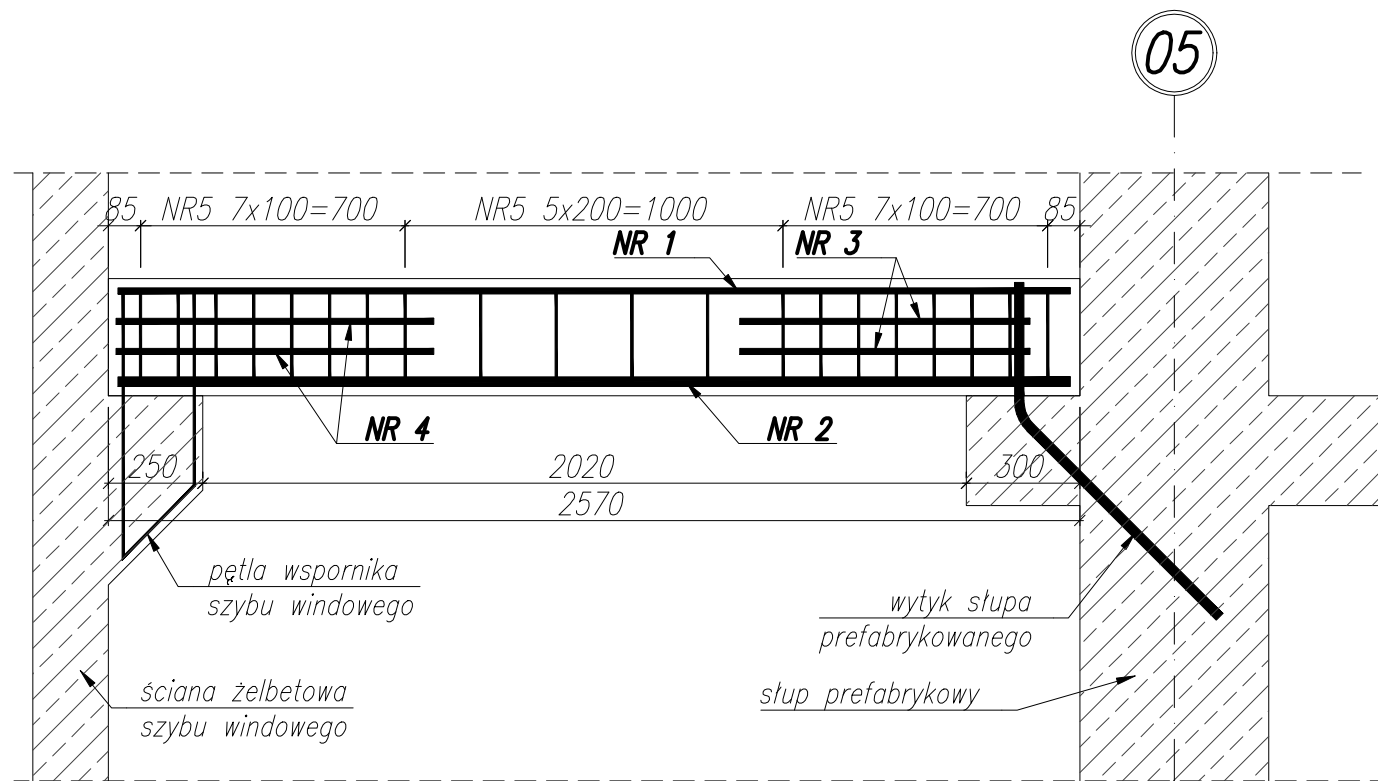 05
85 NR5 7x100=700 NR5 5x200=1000 NR5 7x100=700 85
NR 1 NR 3
NR 4 NR 2
250 2020 300
2570
pętla wspornika
szybu windowego
wytyk słupa
prefabrykowanego
ściana żelbetowa
szybu windowego
słup prefabrykowy